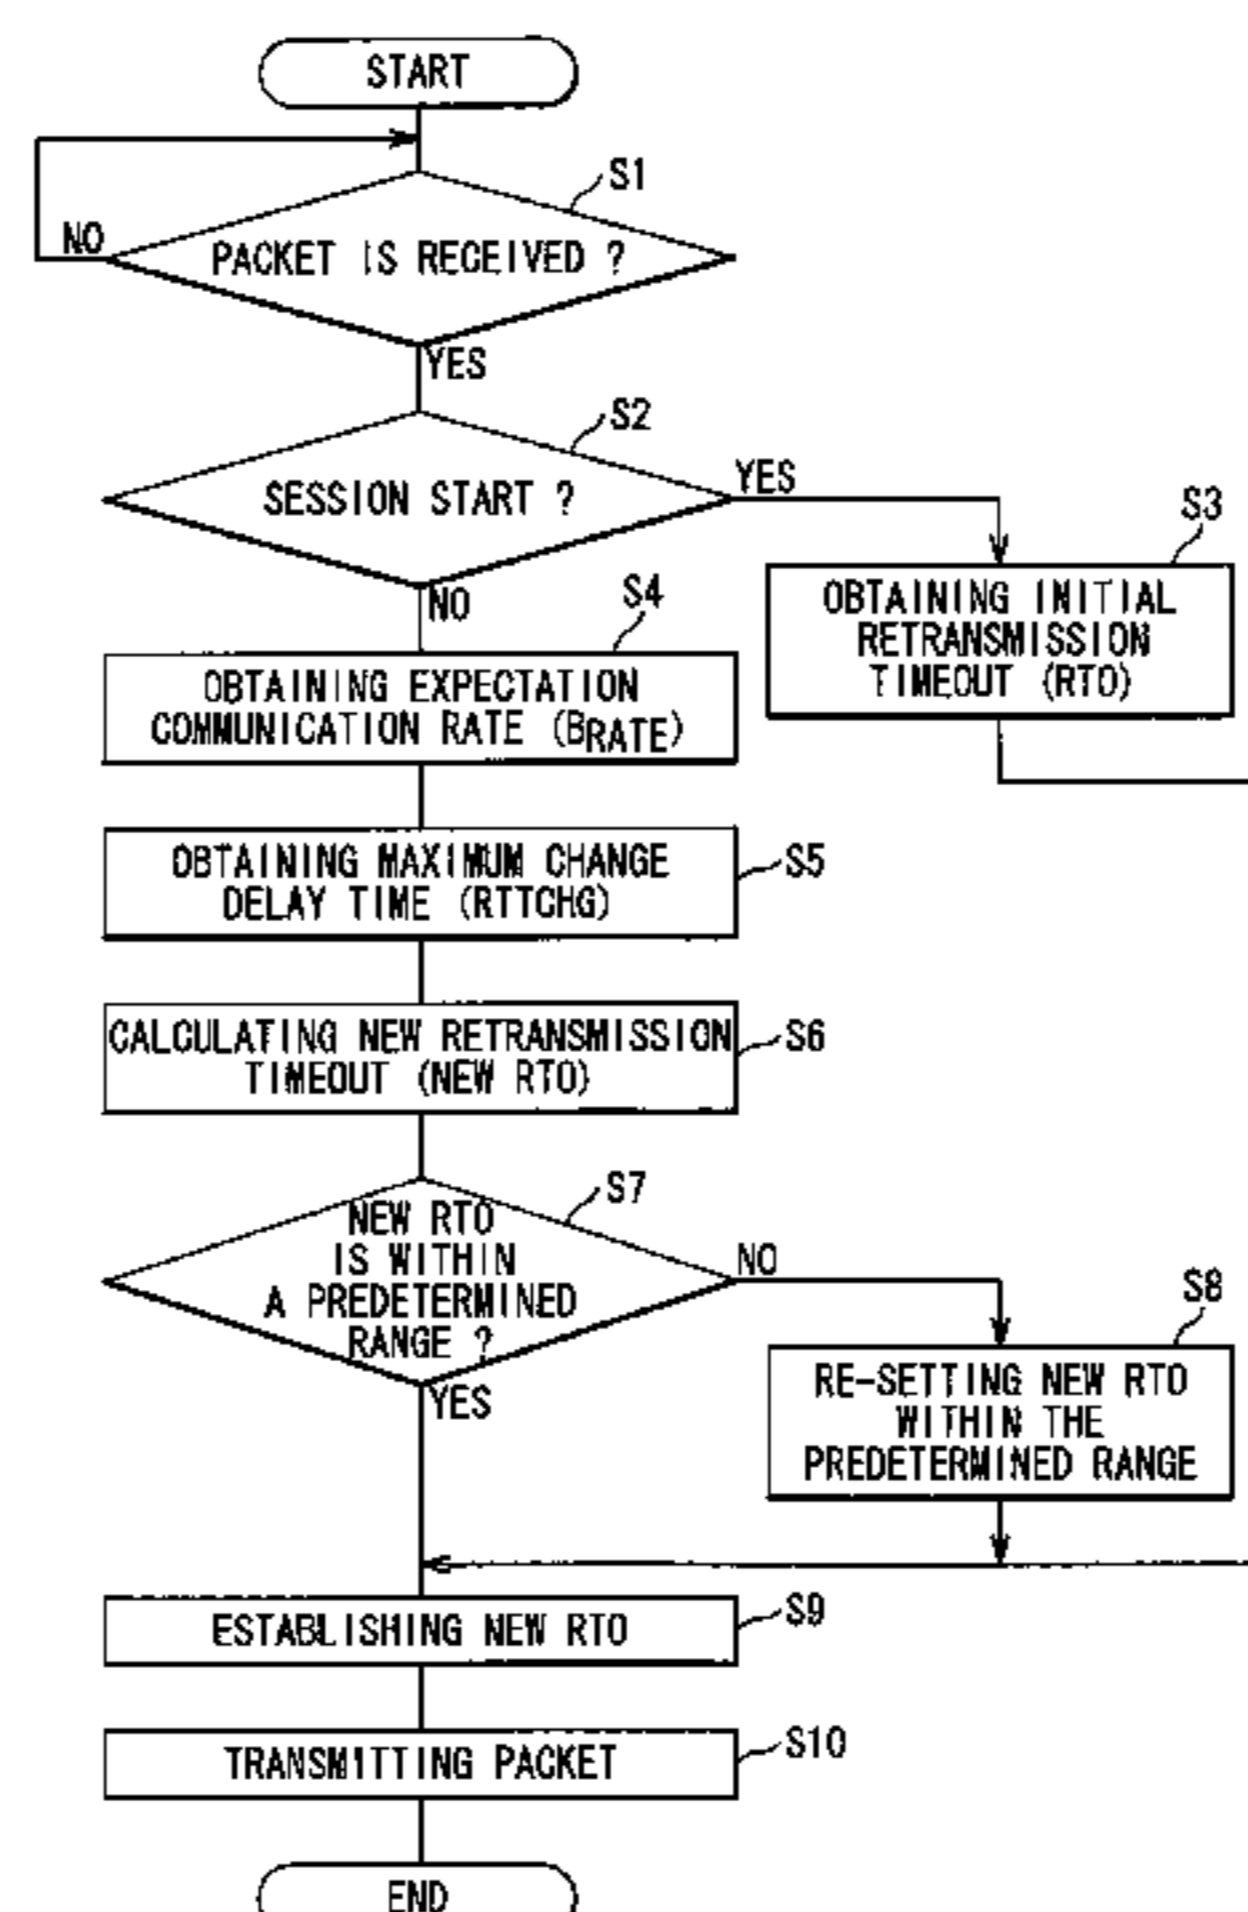 START
S1
NO
PACKET IS RECEIVED ?
YES
S2
SESSION START ?
YES
S3
NO
S4
OBTAINING INITIAL
RETRANSMISSION
TIMEOUT (RTO)
OBTAINING EXPECTATION
COMMUNICATION RATE (BRATE)
OBTAINING MAXIMUM CHANGE
DELAY TIME (RTTCHG)
S5
CALCULATING NEW RETRANSMISSION
TIMEOUT (NEW RTO)
S6
S7
NEW RTO
IS WITHIN
A PREDETERMINED
RANGE ?
NO
S8
YES
RE-SETTING NEW RTO
WITHIN THE
PREDETERMINED RANGE
ESTABLISHING NEW RTO
S9
TRANSMITTING PACKET
S10
END